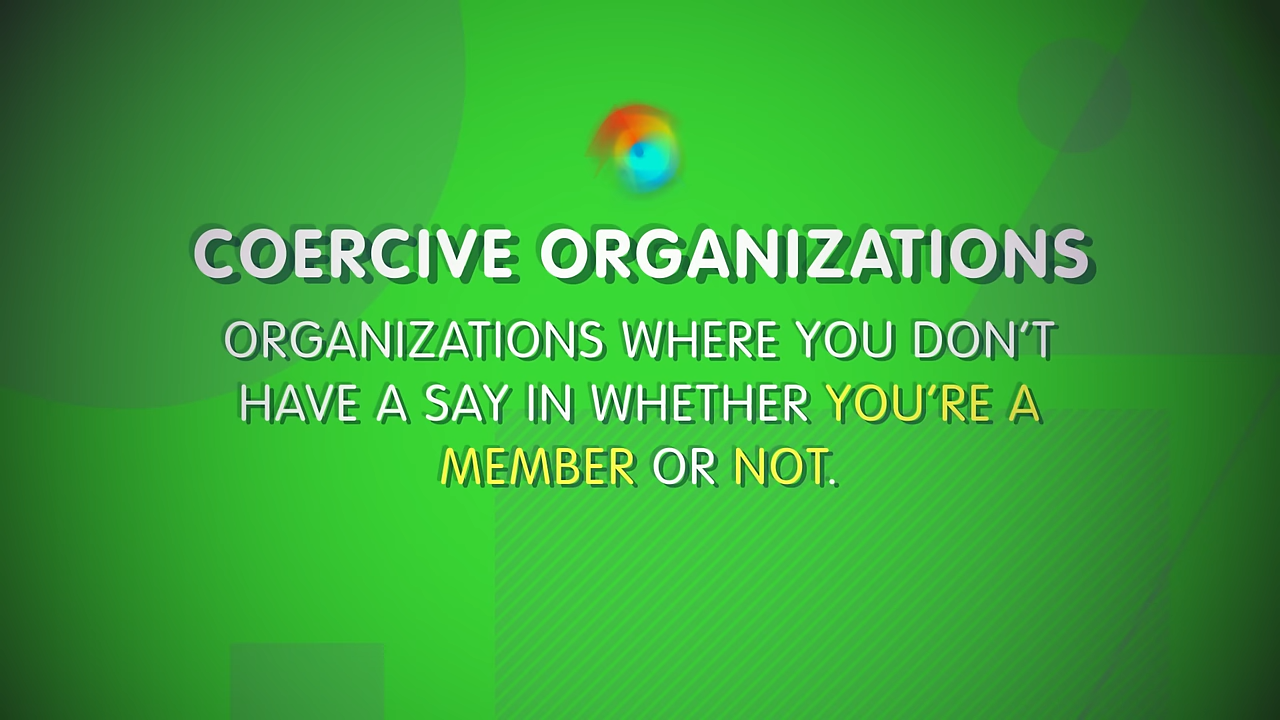 COERCIVE ORGANIZATIONS
ORGANIZATIONS WHERE YOU DON'T
HAVE A SAY IN WHETHER YOU'RE A
MEMBER OR NOT.